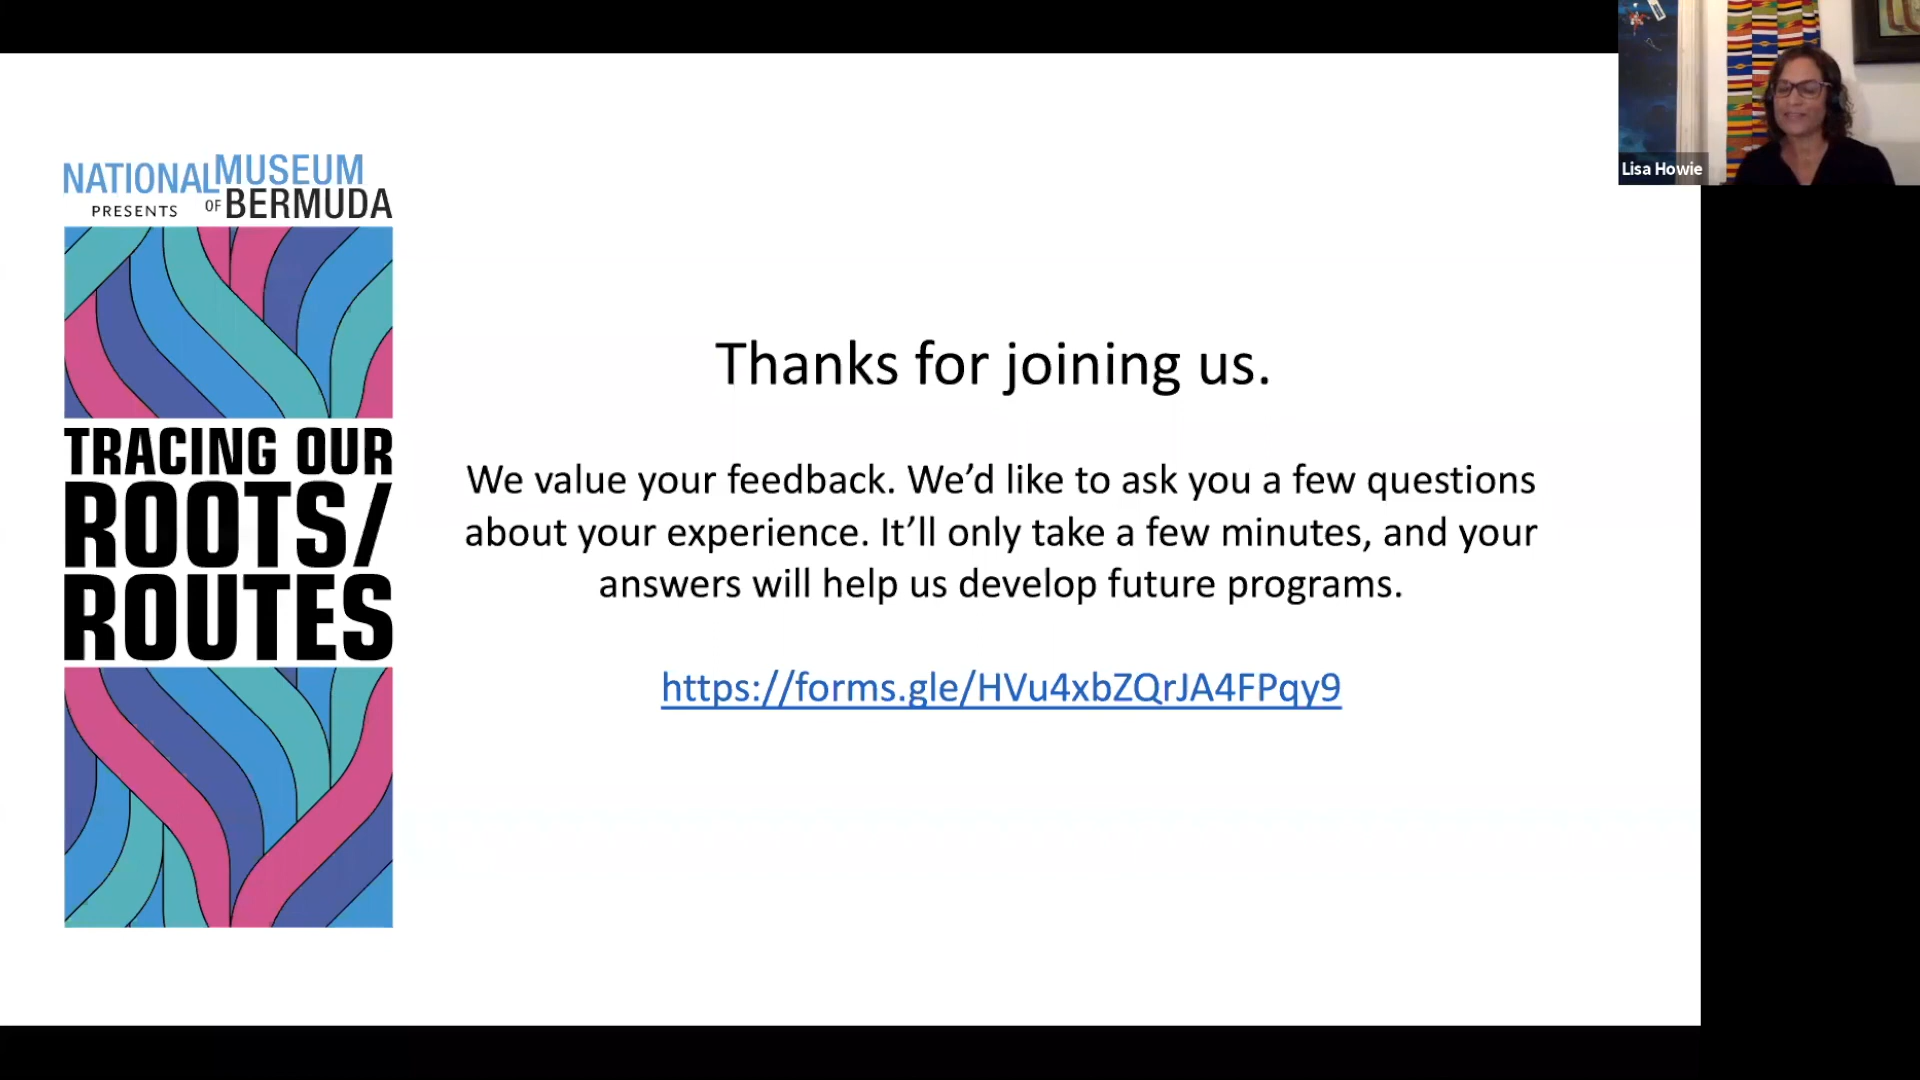 NATIONAL MUSEUM
PRESENTS OF BERMUDA
TRACING OUR
ROOTS/
ROUTES
Thanks for joining us.
We value your feedback. We’d like to ask you a few questions
about your experience. It’ll only take a few minutes, and your
answers will help us develop future programs.
https://forms.gle/HVu4xbZQrJA4FPqy9
Lisa Howie